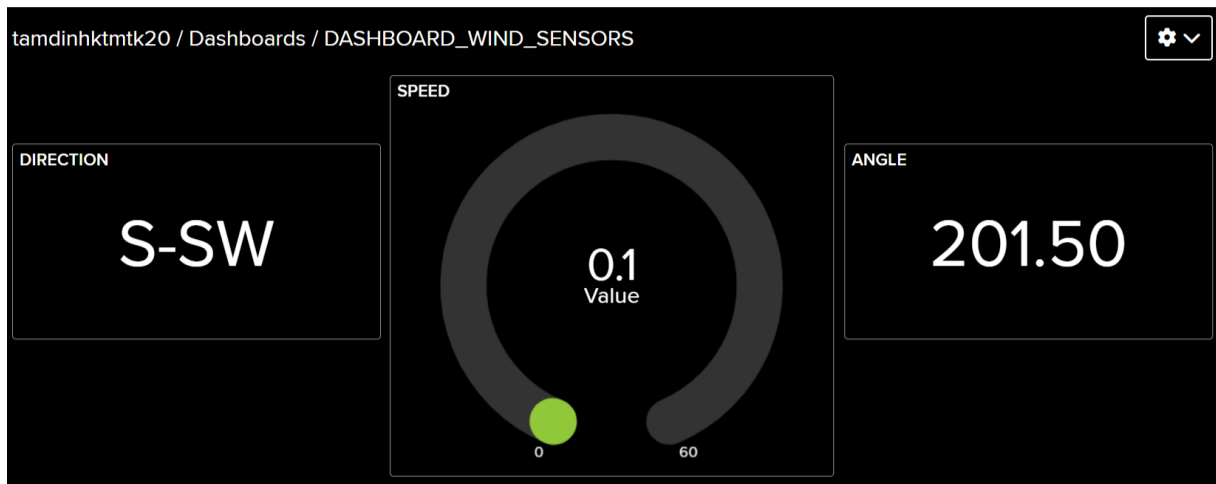 tamdinhktmtk20 / Dashboards / DASHBOARD_WIND_SENSORS
DIRECTION
S-SW
SPEED
0.1
Value
0
60
ANGLE
201.50